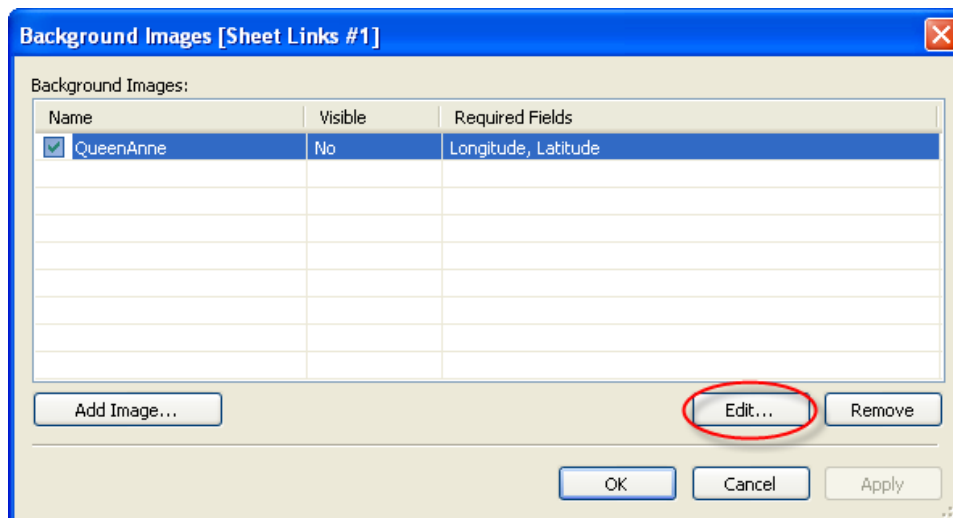 Background Images [Sheet Links #1]
Background Images:
Name Visible Required Fields
QueenAnne No Longitude, Latitude
Add Image... Edit... Remove
OK Cancel Apply